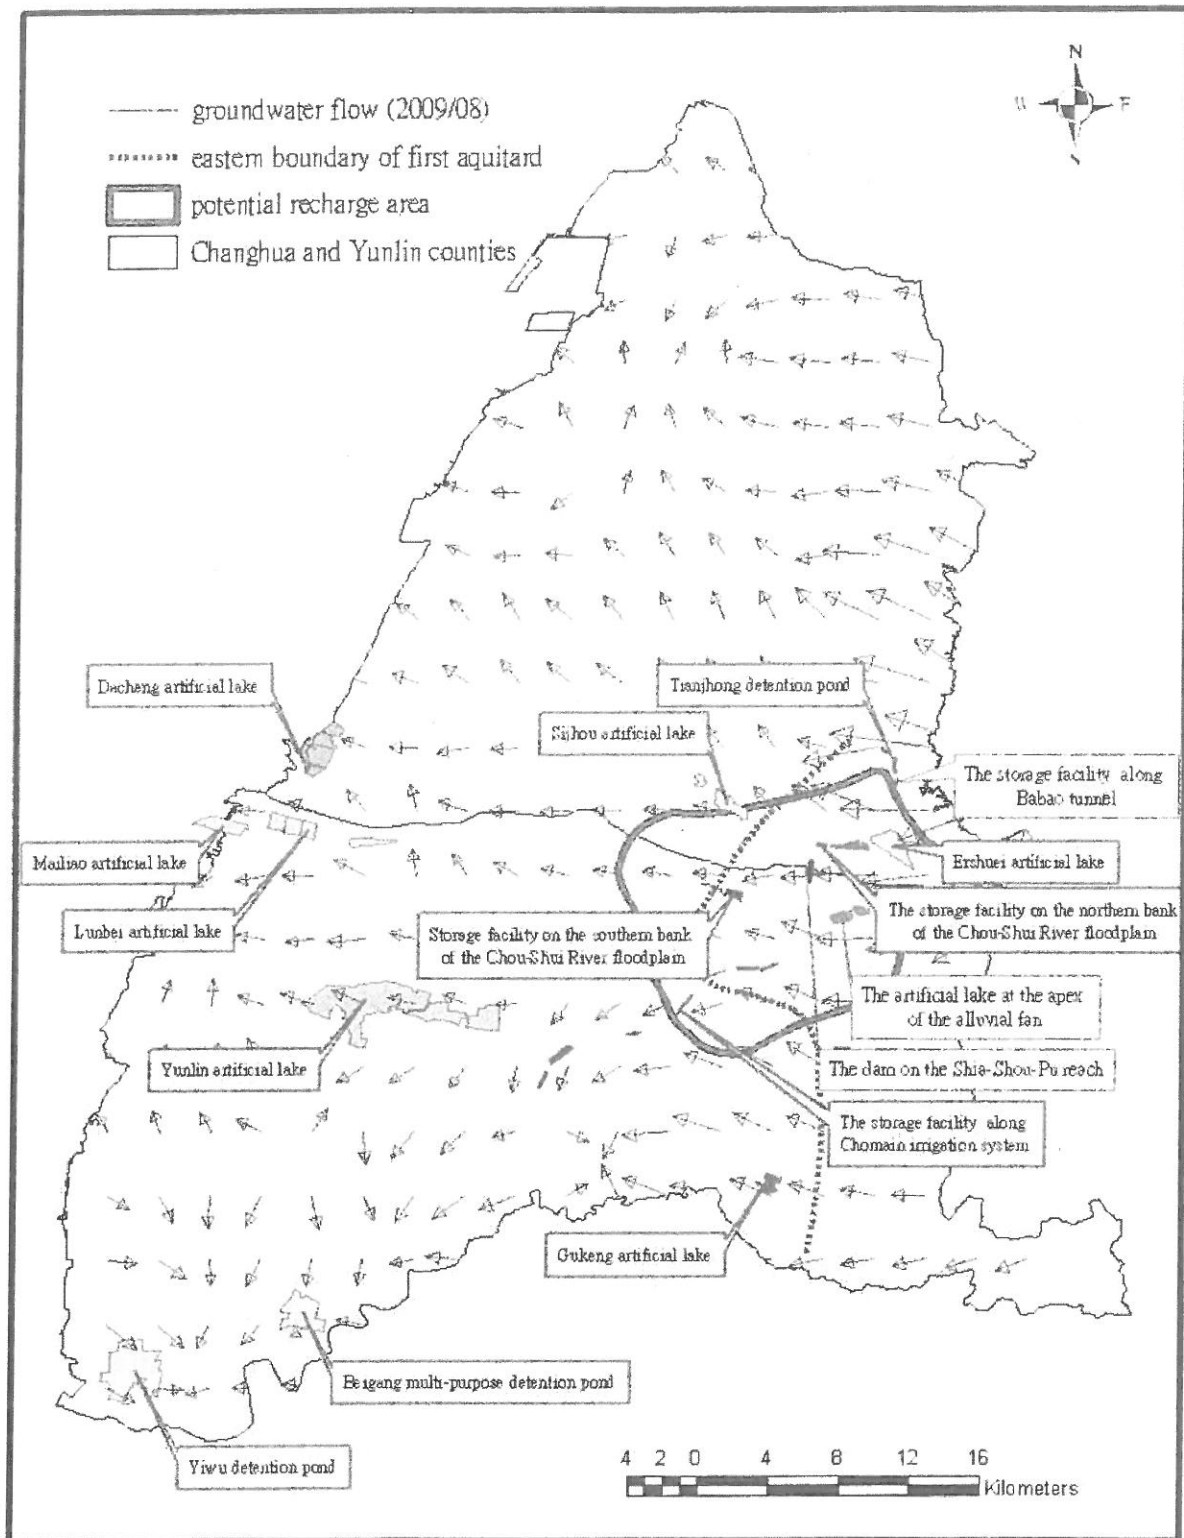 N
groundwater flow (2009/08)
eastern boundary of first aquitard
potential recharge area
Changhua and Yunlin counties
Dacheng artificial lake
Tianjhong detention pond
Sijhou artificial lake
The storage facility along
Babao tunnel
Mailiao artificial lake
Ershuei artificial lake
Lunbei artificial lake
Storage facility on the southern bank
of the Chou-Shui River floodplain
The storage facility on the northern bank
of the Chou-Shui River floodplain
The artificial lake at the apex
of the alluvial fan
Yunlin artificial lake
The dam on the Shia-Shou-Pu reach
The storage facility along
Chomain irrigation system
Gukeng artificial lake
Beigang multi-purpose detention pond
Yiwu detention pond
4 2 0 4 8 12 16
Kilometers